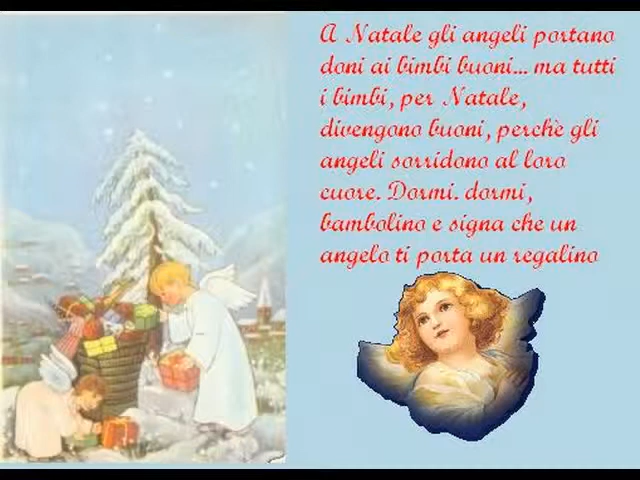 A Natale gli angeli portano
doni ai bimbi buoni... ma tutti
i bimbi, per Natale,
divengono buoni, perchè gli
angeli sorridono al loro
cuore. Dormi. dormi,
bambolino e signa che un
angelo ti porta un regalino